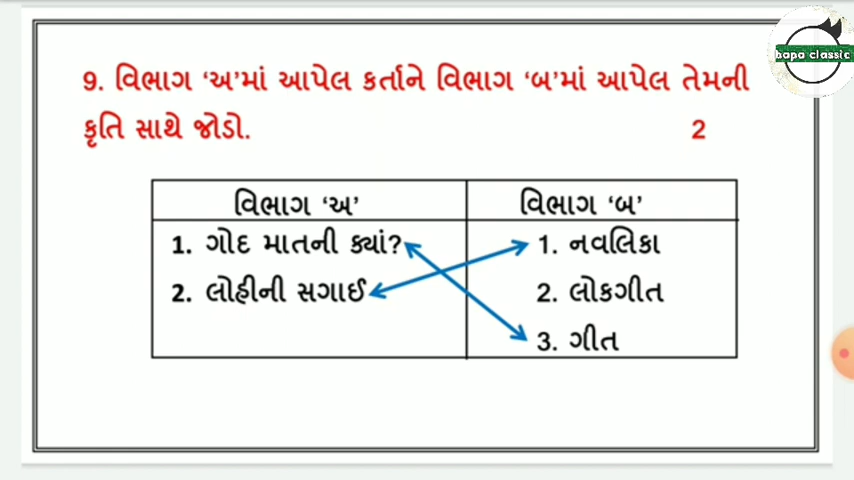 bapa classic
9. વિભાગ ‘અ’માં આપેલ કર્તાને વિભાગ ‘બ’માં આપેલ તેમની
કૃતિ સાથે જોડો. 2
વિભાગ ‘અ’ વિભાગ ‘બ’
1. ગોદ માતની ક્યાં? 1. નવલિકા
2. લોહીની સગાઈ 2. લોકગીત
3. ગીત